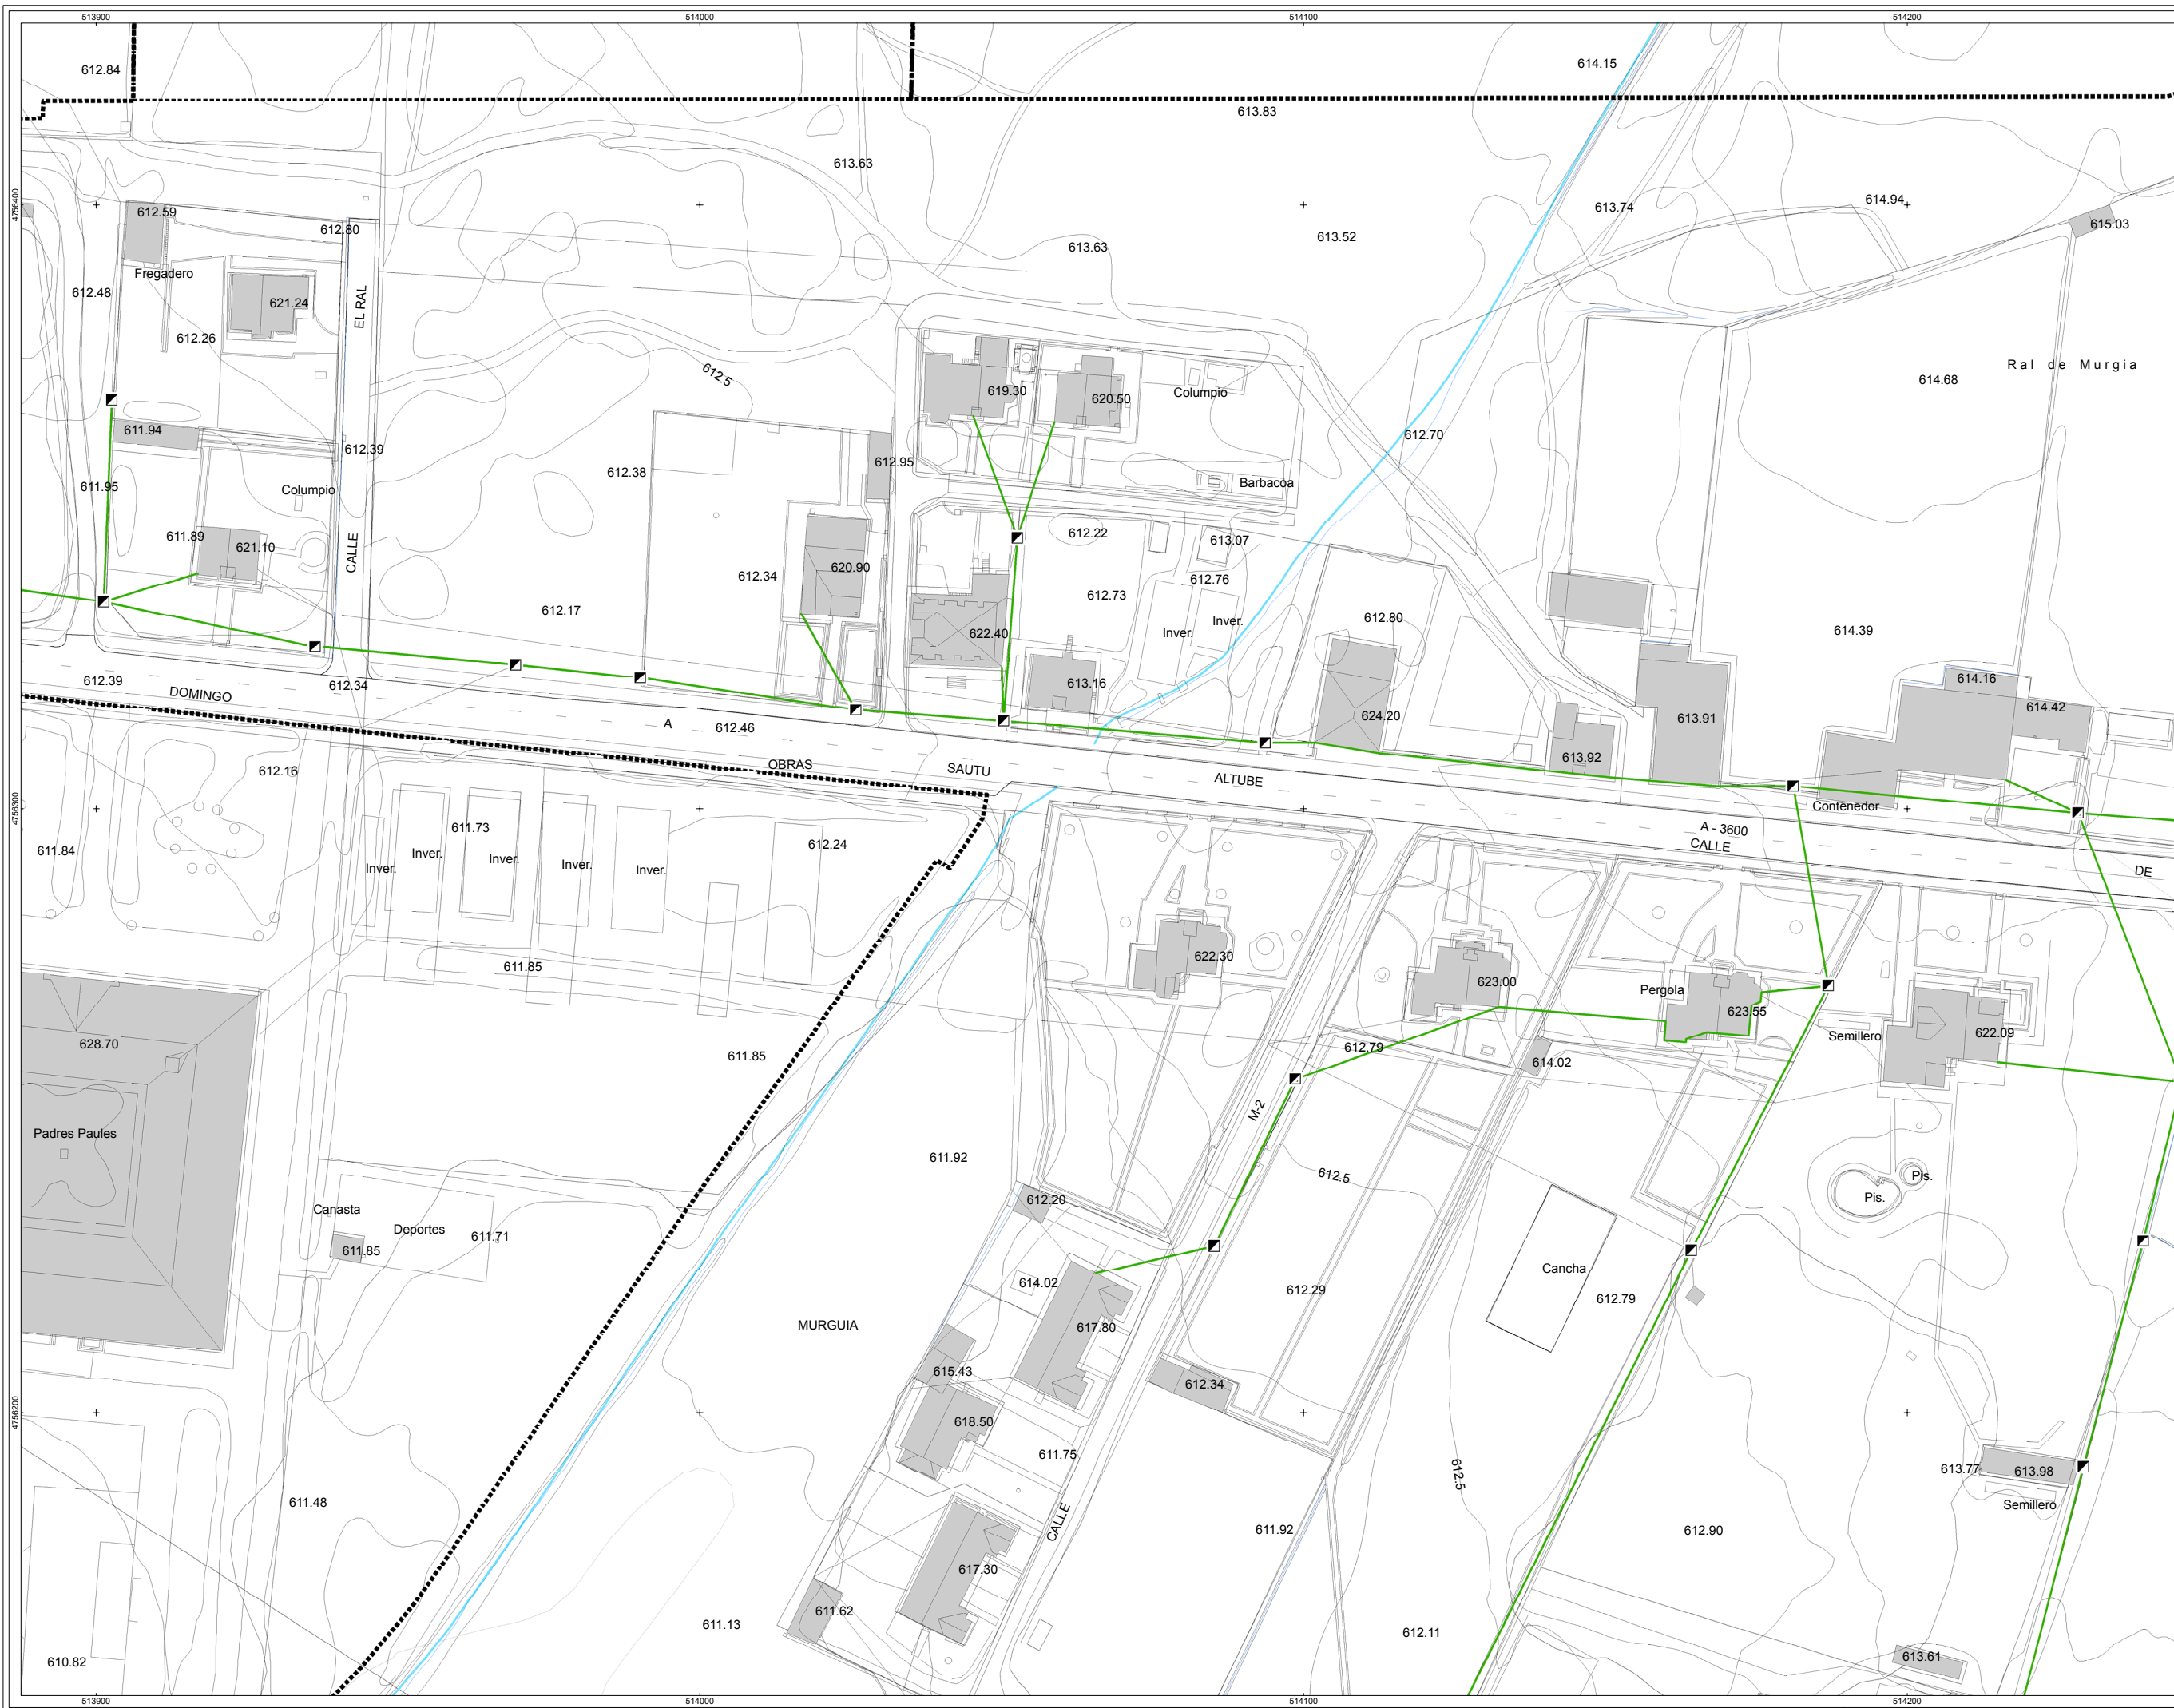 513900
514000
514100
514200
614.15
612.84
613.83
613.63
4756400
612.59
614.94
613.74
615.03
612.80
613.52
613.63
Fregadero
612.48
621.24
EL RAL
612.26
Ral de Murgia
612.5
614.68
619.30
Columpio
620.50
611.94
612.70
612.39
612.95
612.38
Barbacoa
611.95
Columpio
611.89
612.22
613.07
621.10
CALLE
620.90
612.34
612.76
612.73
612.17
612.80
Inver.
Inver.
622.40
614.39
612.39
612.34
613.16
614.16
DOMINGO
614.42
624.20
613.91
A
612.46
613.92
OBRAS
SAUTU
612.16
ALTUBE
Contenedor
4756300
611.73
A - 3600
CALLE
612.24
611.84
Inver.
Inver.
Inver.
Inver.
DE
622.30
611.85
623.00
Pergola
623.55
628.70
Semillero
622.09
612.79
611.85
614.02
M-2
Padres Paules
611.92
612.5
Pis.
Pis.
612.20
Canasta
Deportes
611.71
611.85
Cancha
614.02
612.29
612.79
MURGUIA
617.80
615.43
612.34
4756200
618.50
611.75
612.5
613.77
613.98
611.48
Semillero
CALLE
611.92
612.90
617.30
611.62
611.13
612.11
613.61
610.82
513900
514000
514100
514200